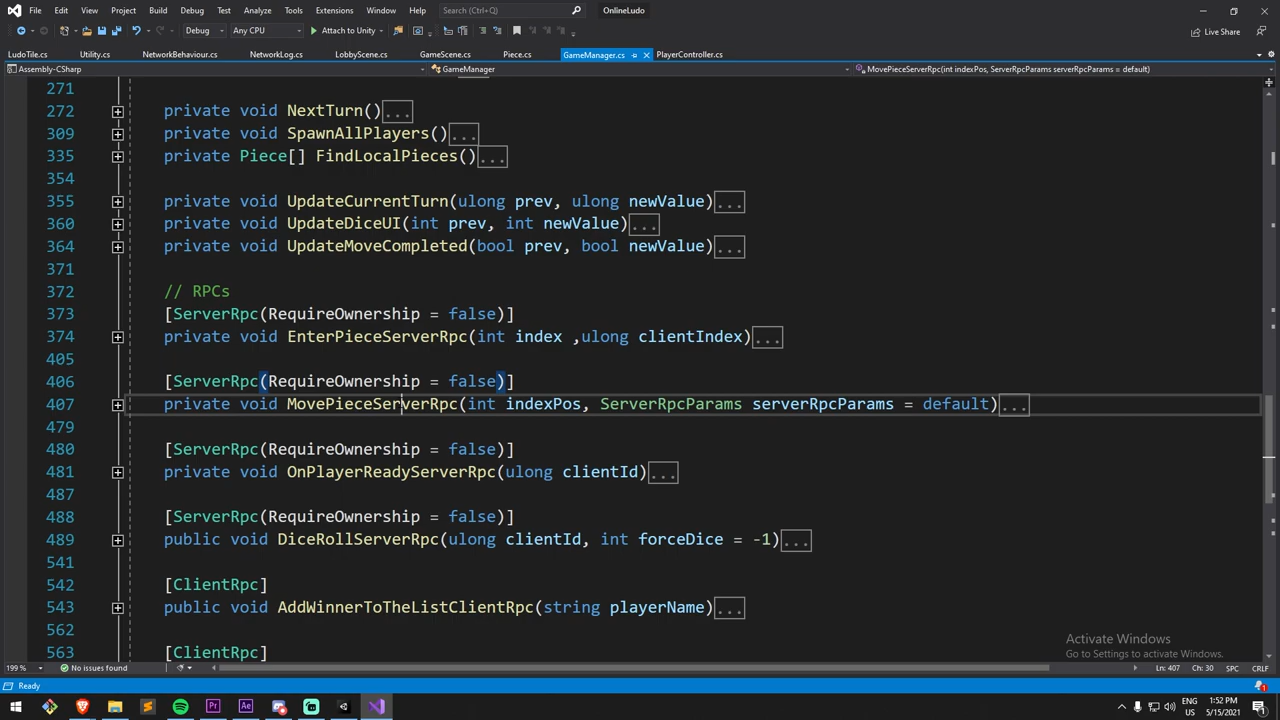 File Edit View Git Project Build Debug Test Analyze Tools Extensions Window Help Search (Ctrl+Q) OnlineLudo
Debug Any CPU Attach to Unity Live Share
LudoTile.cs Utility.cs NetworkBehaviour.cs NetworkLog.cs LobbyScene.cs GameScene.cs Piece.cs GameManager.cs PlayerController.cs
Assembly-CSharp GameManager MovePieceServerRpc(int indexPos, ServerRpcParams serverRpcParams = default)
271
272 private void NextTurn()...
309 private void SpawnAllPlayers()...
335 private Piece[] FindLocalPieces()...
354
355 private void UpdateCurrentTurn(ulong prev, ulong newValue)...
360 private void UpdateDiceUI(int prev, int newValue)...
364 private void UpdateMoveCompleted(bool prev, bool newValue)...
371
372 // RPCs
373 [ServerRpc(RequireOwnership = false)]
374 private void EnterPieceServerRpc(int index ,ulong clientIndex)...
405
406 [ServerRpc(RequireOwnership = false)]
407 private void MovePieceServerRpc(int indexPos, ServerRpcParams serverRpcParams = default)...
479
480 [ServerRpc(RequireOwnership = false)]
481 private void OnPlayerReadyServerRpc(ulong clientId)...
487
488 [ServerRpc(RequireOwnership = false)]
489 public void DiceRollServerRpc(ulong clientId, int forceDice = -1)...
541
542 [ClientRpc]
543 public void AddWinnerToTheListClientRpc(string playerName)...
562
563 [ClientRpc]
Activate Windows
Go to Settings to activate Windows.
199 % No issues found Ln: 407 Ch: 30 SPC CRLF
Ready 1
ENG 1:52 PM
US 5/15/2021